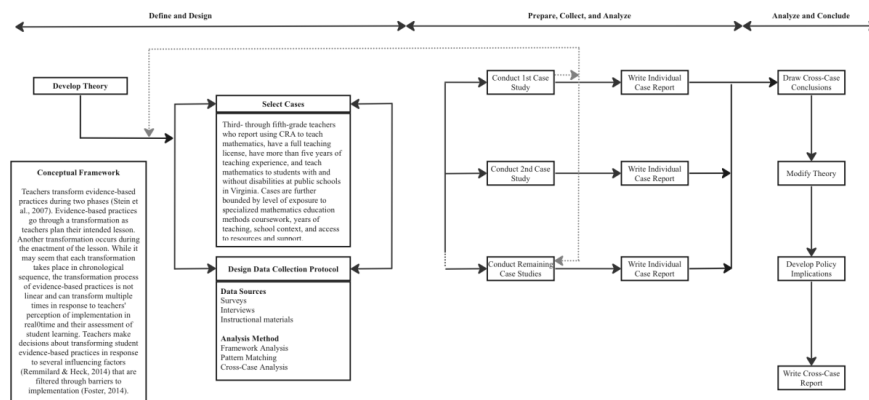 Define and Design
Prepare, Collect, and Analyze
Analyze and Conclude
Develop Theory
Conceptual Framework
Teachers transform evidence-based
practices during two phases (Stein
et al., 2007). Evidence-based practices
go through a transformation as
teachers plan their intended lesson.
Another transformation occurs during
the enactment of the lesson. While it
may seem that each transformation
takes place in chronological
sequence, the transformation process
of evidence-based practices is not
linear and can transform multiple
times in response to teachers'
perception of implementation in
real0time and their assessment of
student learning. Teachers make
decisions about transforming student
evidence-based practices in response
to several influencing factors
(Remmilard & Heck, 2014) that are
filtered through barriers to
implementation (Foster, 2014).
Select Cases
Third- through fifth-grade teachers
who report using CRA to teach
mathematics, have a full teaching
license, have more than five years of
teaching experience, and teach
mathematics to students with and
without disabilities at public schools
in Virginia. Cases are further
bounded by level of exposure to
specialized mathematics education
methods coursework, years of
teaching, school context, and access
to resources and support.
Design Data Collection Protocol
Data Sources
Surveys
Interviews
Instructional materials
Analysis Method
Framework Analysis
Pattern Matching
Cross-Case Analysis
Conduct 1st Case
Study
Write Individual
Case Report
Conduct 2nd Case
Study
Write Individual
Case Report
Conduct Remaining
Case Studies
Write Individual
Case Report
Draw Cross-Case
Conclusions
Modify Theory
Develop Policy
Implications
Write Cross-Case
Report